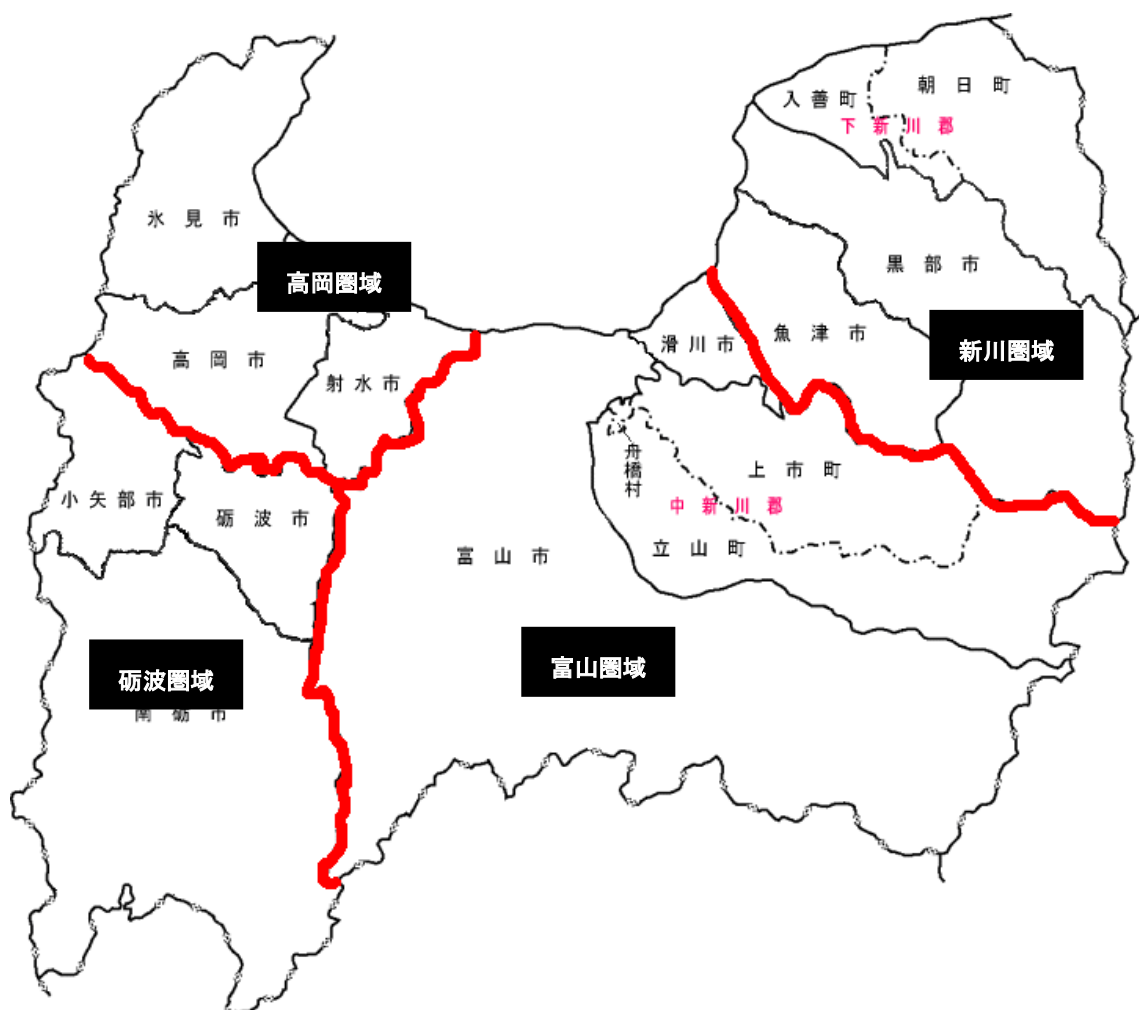 朝日町
入善町
下新川郡
氷見市
黒部市
高岡圏域
魚津市
滑川市
新川圏域
高岡市
射水市
舟橋村
上市町
小矢部市
砺波市
中新川郡
立山町
富山市
富山圏域
砺波圏域
南砺市